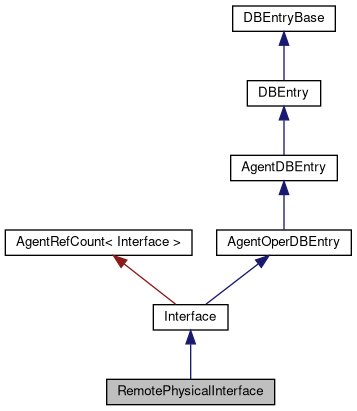 DBEntryBase
DBEntry
AgentDBEntry
AgentRefCount< Interface >
AgentOperDBEntry
Interface
RemotePhysicalInterface